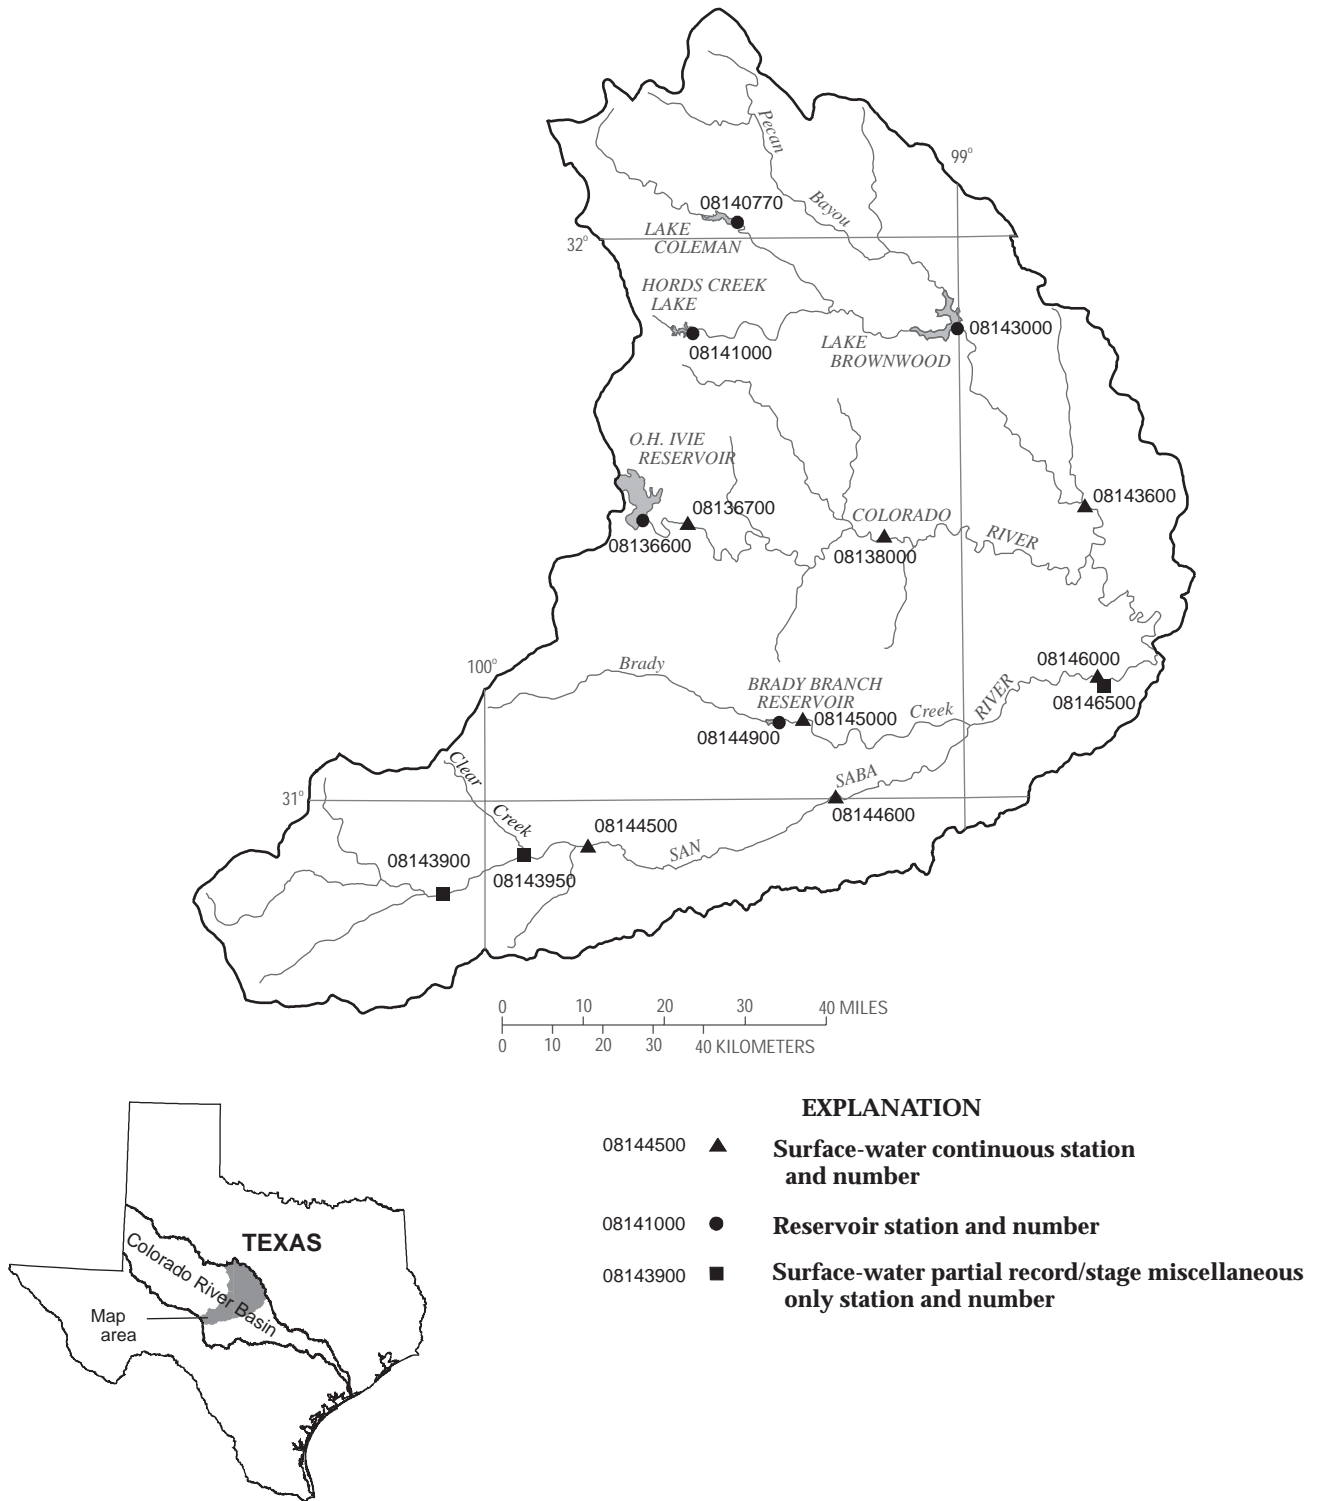 Pecan
99°
08140770
Bayou
LAKE
COLEMAN
32°
HORDS CREEK
LAKE
08143000
08141000
LAKE
BROWNWOOD
O.H. IVIE
RESERVOIR
08136700
08143600
COLORADO
RIVER
08136600
08138000
100°
Brady
08146000
BRADY BRANCH
RESERVOIR
08146500
RIVER
Creek
08145000
08144900
Clear
SABA
31°
08144600
Creek
08144500
SAN
08143900
08143950
0 10 20 30 40 MILES
0 10 20 30 40 KILOMETERS
EXPLANATION
08144500 Surface-water continuous station
and number
08141000 Reservoir station and number
08143900 Surface-water partial record/stage miscellaneous
only station and number
TEXAS
Colorado River Basin
Map
area